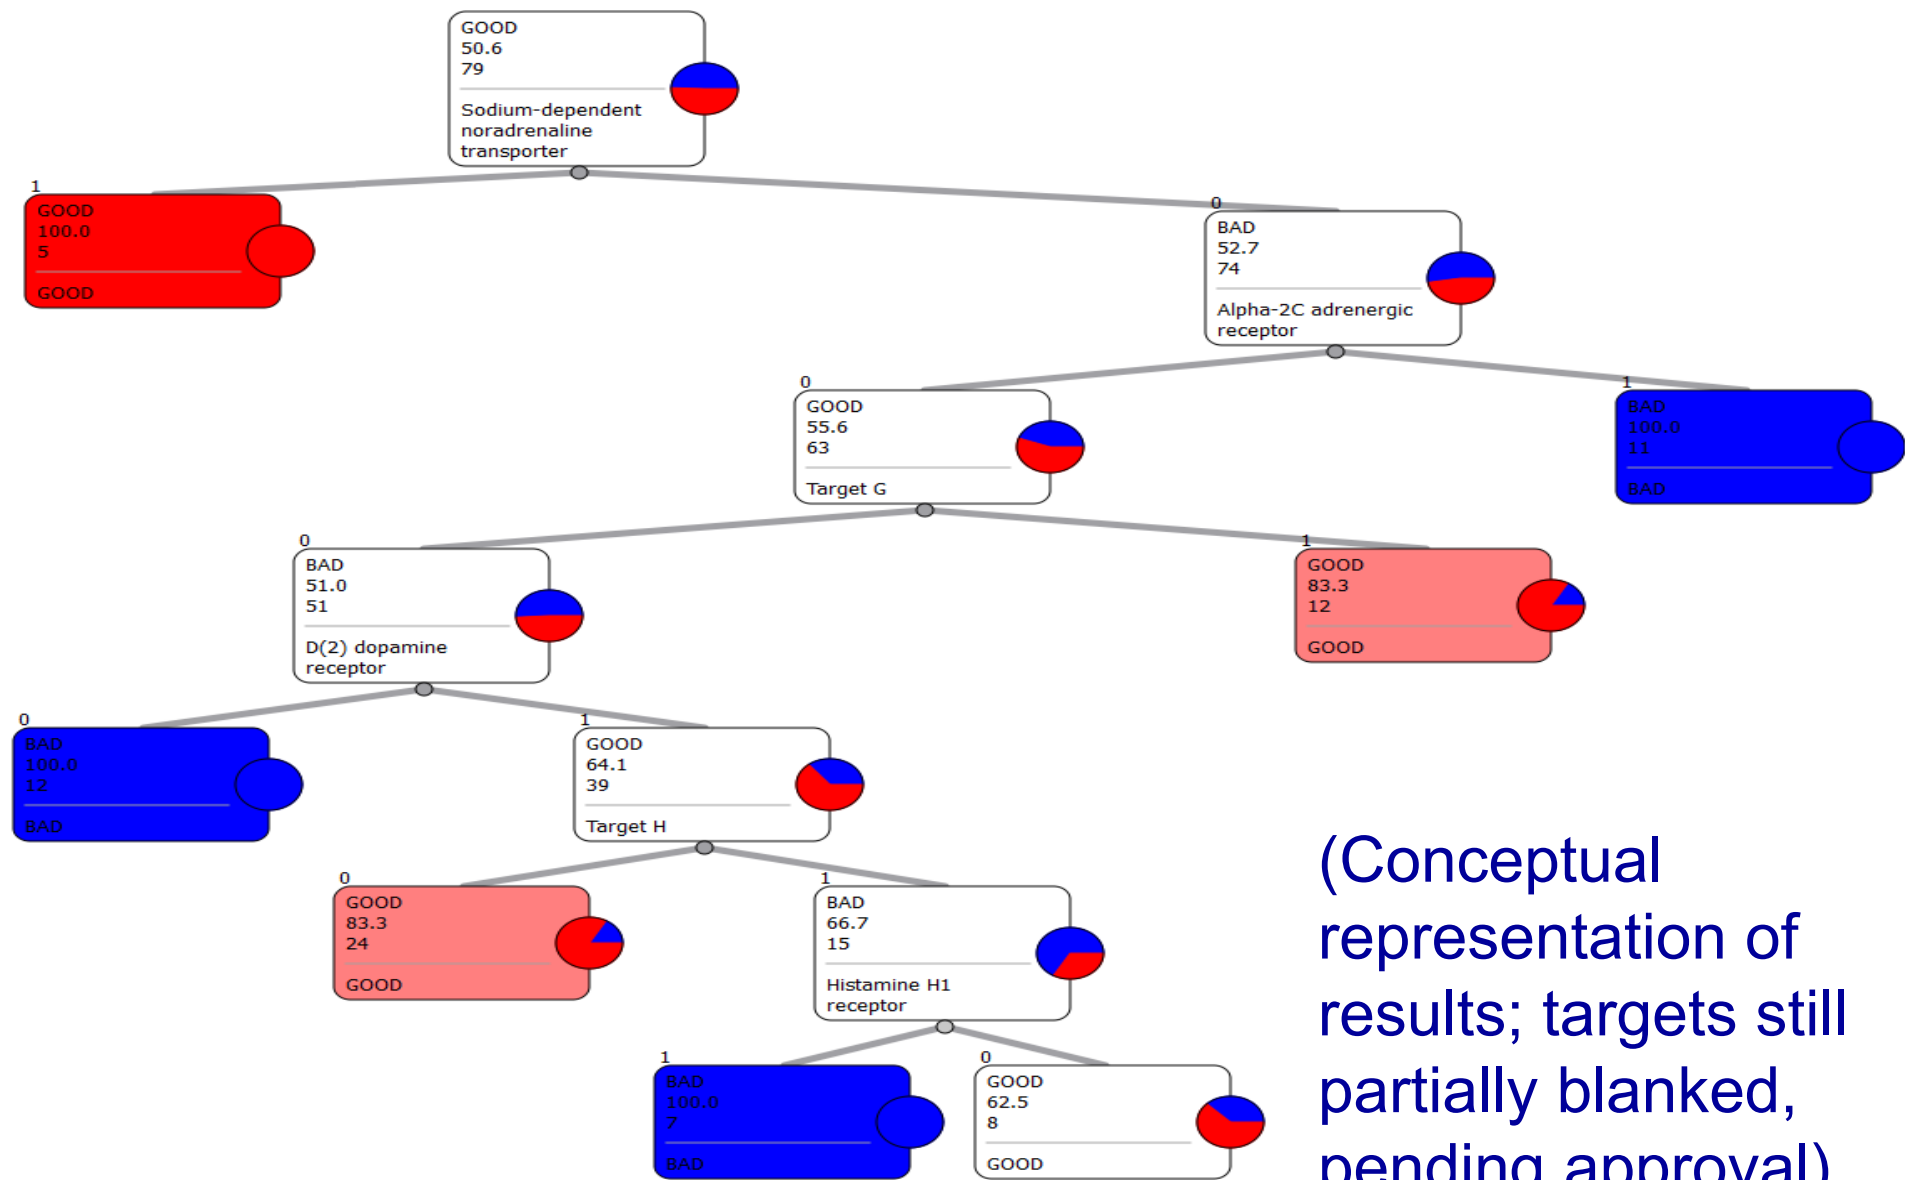 GOOD
50.6
79
Sodium-dependent
noradrenaline
transporter
1
GOOD
100.0
5
GOOD
0
BAD
52.7
74
Alpha-2C adrenergic
receptor
0
GOOD
55.6
63
Target G
1
BAD
100.0
11
BAD
0
BAD
51.0
51
D(2) dopamine
receptor
1
GOOD
83.3
12
GOOD
0
BAD
100.0
12
BAD
1
GOOD
64.1
39
Target H
0
GOOD
83.3
24
GOOD
1
BAD
66.7
15
Histamine H1
receptor
1
BAD
100.0
7
BAD
0
GOOD
62.5
8
GOOD
(Conceptual
representation of
results; targets still
partially blanked,
pending approval)